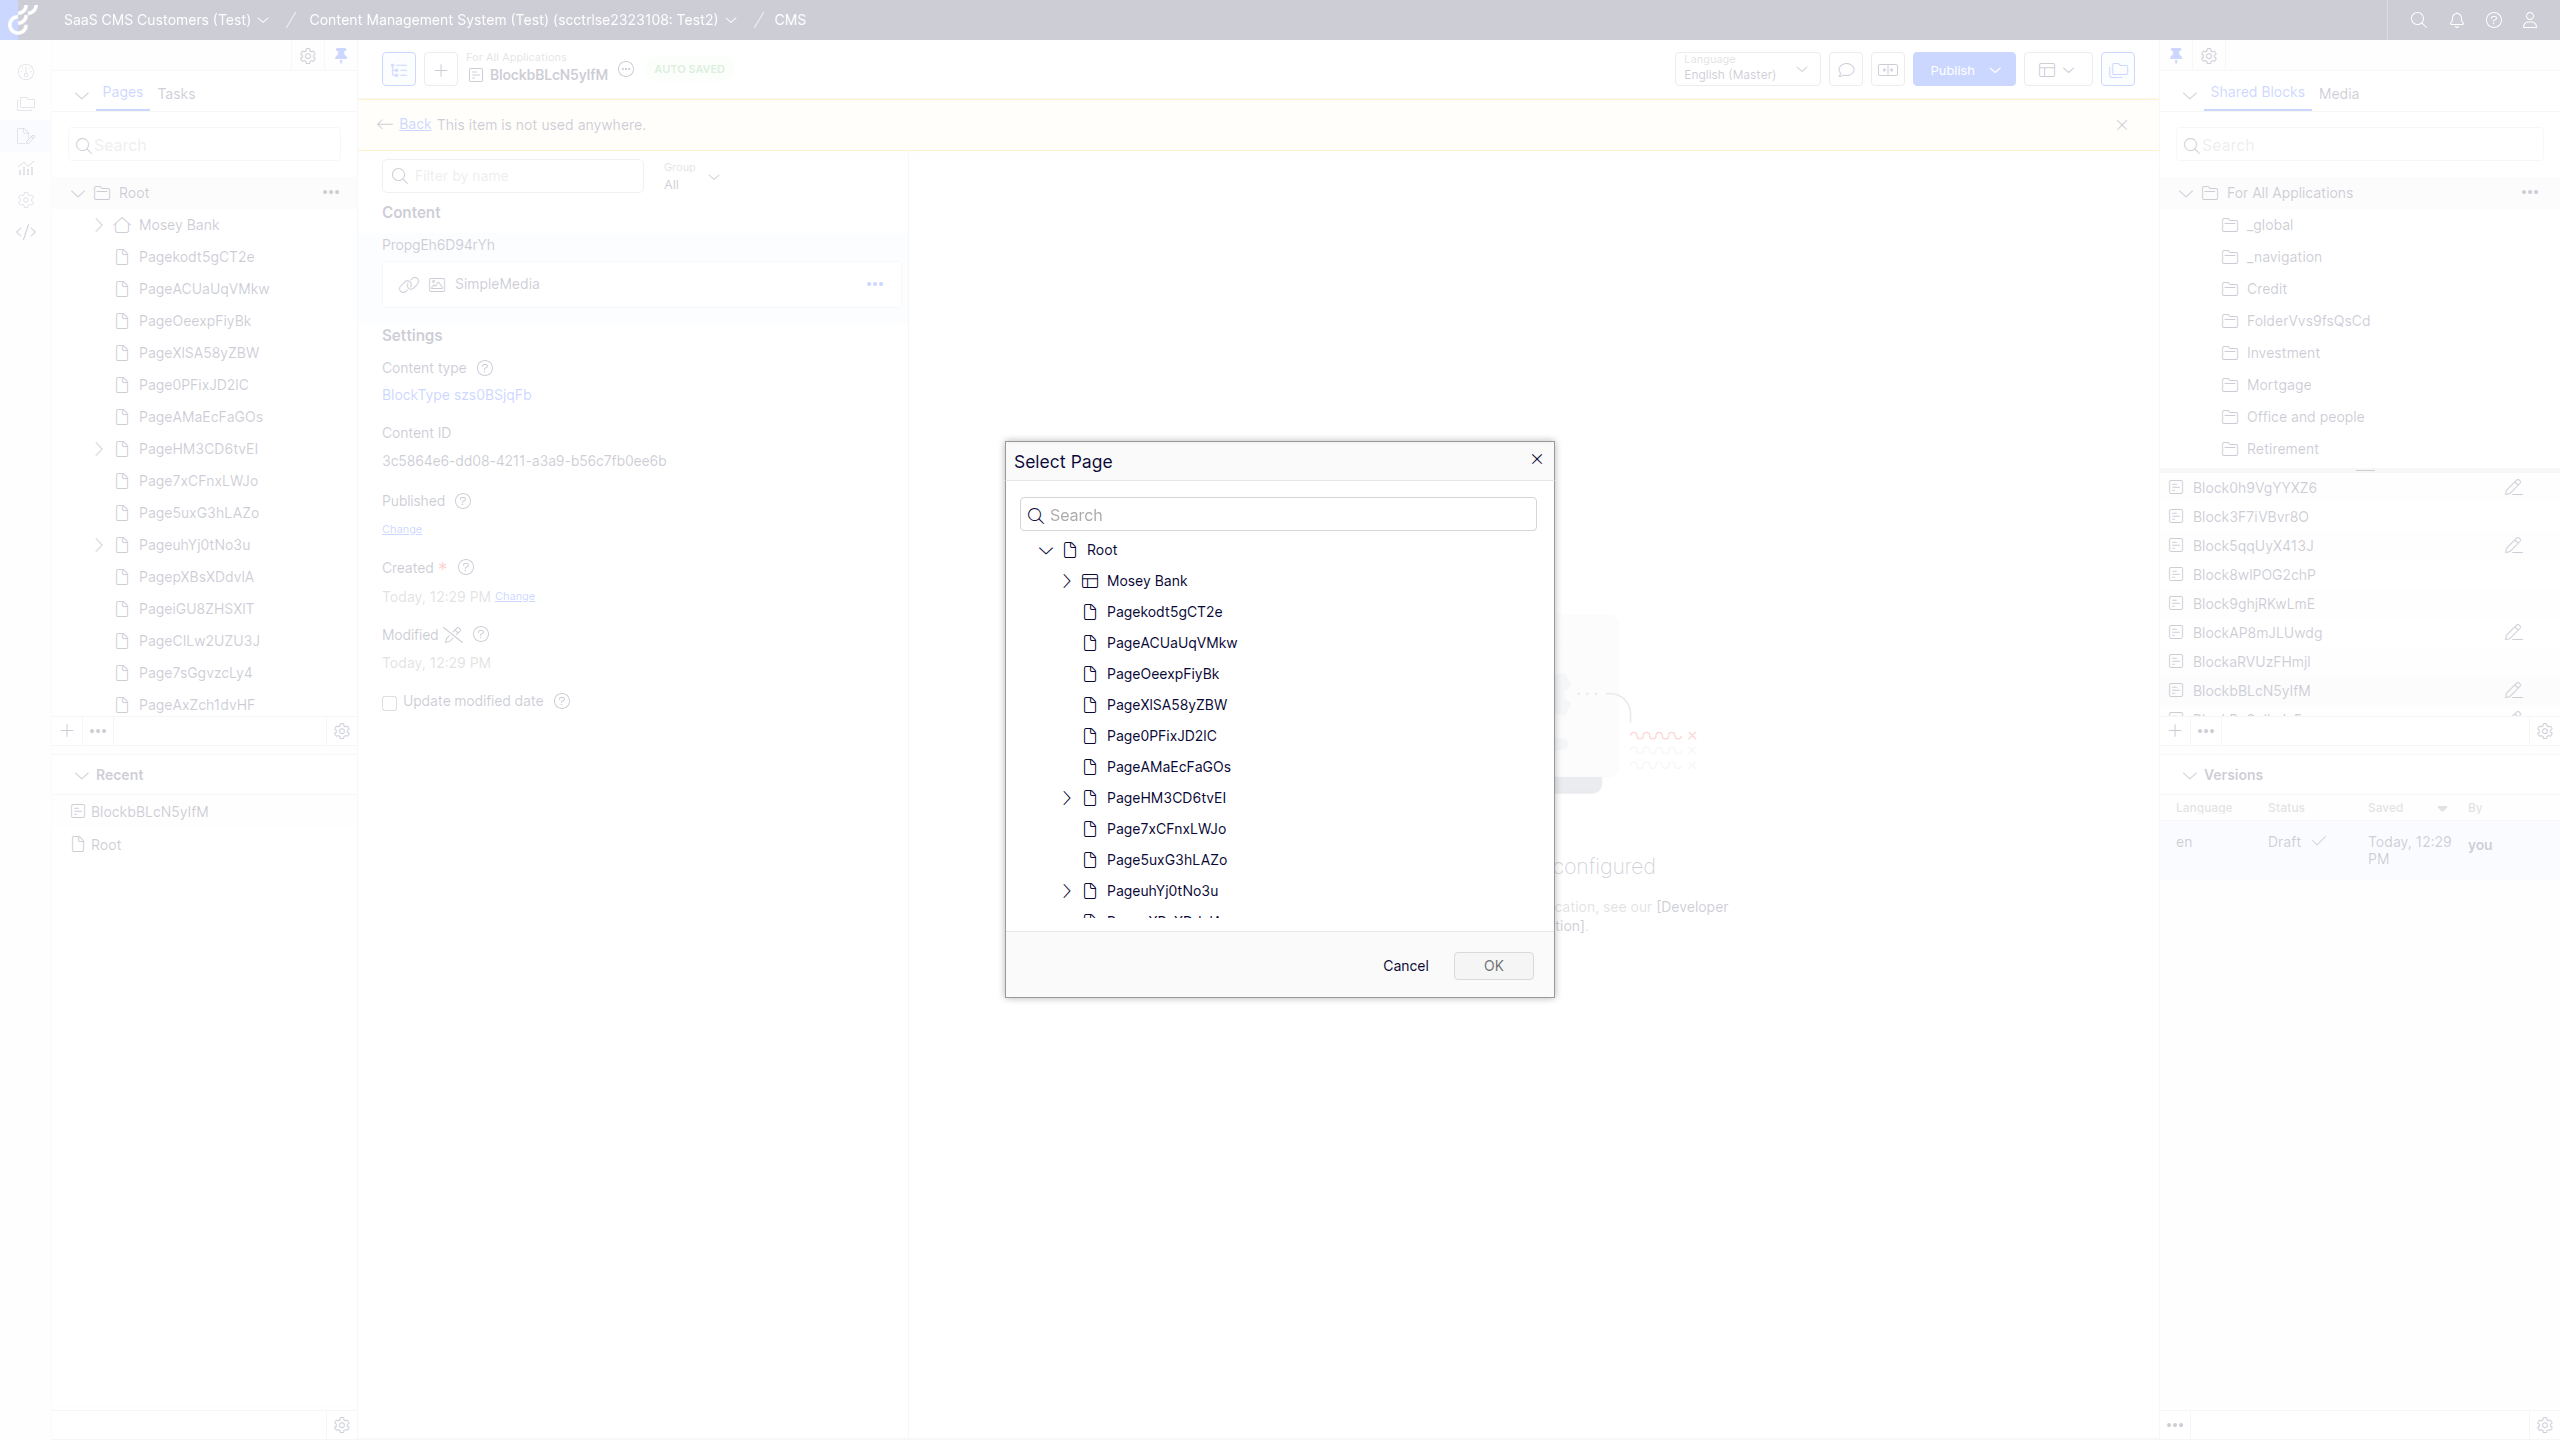 SaaS CMS Customers (Test) / Content Management System (Test) (scctrlse2323108: Test2) / CMS
Pages Tasks
Search
Root
Mosey Bank
Pagekodt5gCT2e
PageACUaUqVMkw
PageOeexpFiyBk
PageXlSA58yZBW
Page0PFixJD2IC
PageAMaEcFaGOs
PageHM3CD6tvEI
Page7xCFnxLWJo
Page5uxG3hLAZo
PageuhYj0tNo3u
PagepXBsXDdvIA
PageiGU8ZHSXlT
PageClLw2UZU3J
Page7sGgvzcLy4
PageAxZch1dvHF
Recent
BlockbBLcN5ylfM
Root
For All Applications
BlockbBLcN5ylfM
AUTO SAVED
Language
English (Master)
Publish
Back This item is not used anywhere.
Filter by name
Group
All
Content
PropgEh6D94rYh
SimpleMedia
Settings
Content type
BlockType szs0BSjqFb
Content ID
3c5864e6-dd08-4211-a3a9-b56c7fb0ee6b
Published
Change
Created *
Today, 12:29 PM Change
Modified
Today, 12:29 PM
Update modified date
Select Page
Search
Root
Mosey Bank
Pagekodt5gCT2e
PageACUaUqVMkw
PageOeexpFiyBk
PageXlSA58yZBW
Page0PFixJD2IC
PageAMaEcFaGOs
PageHM3CD6tvEI
Page7xCFnxLWJo
Page5uxG3hLAZo
PageuhYj0tNo3u
Cancel OK
configured
cation, see our [Developer
tion].
Shared Blocks Media
Search
For All Applications
_global
_navigation
Credit
FolderVvs9fsQsCd
Investment
Mortgage
Office and people
Retirement
Block0h9VgYYXZ6
Block3F7iVBvr8O
Block5qqUyX413J
Block8wlPOG2chP
Block9ghjRKwLmE
BlockAP8mJLUwdg
BlockaRVUzFHmjl
BlockbBLcN5ylfM
Versions
Language Status Saved By
en Draft Today, 12:29 PM you